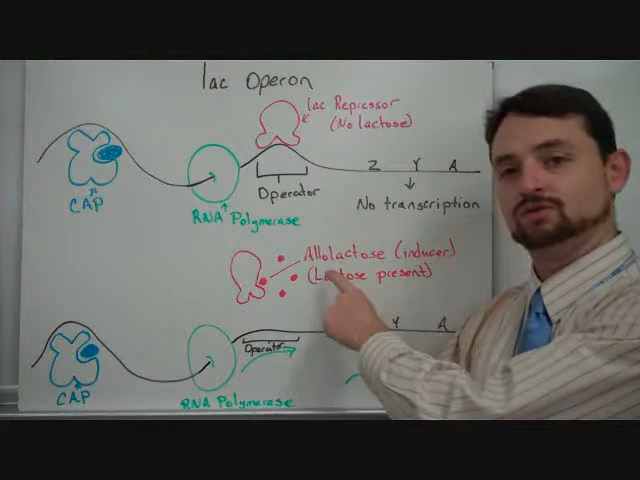 lac Operon
lac Repressor
(No lactose)
Z Y A
Operator
No transcription
CAP
RNA Polymerase
Allolactose (inducer)
(Lactose present)
Y A
Operator
CAP
RNA Polymerase